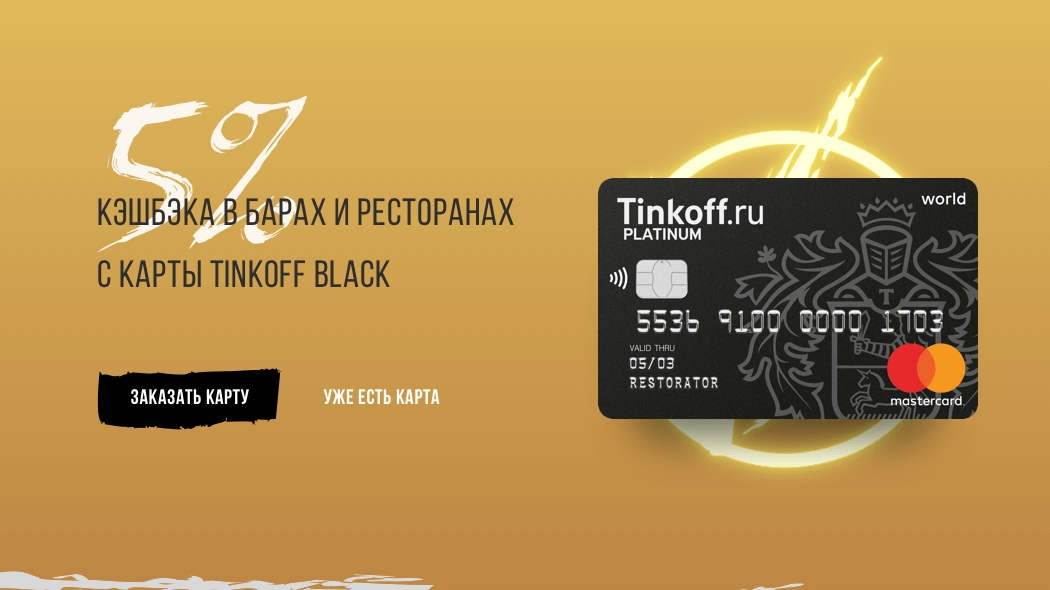 5%
КЭШБЭКА В БАРАХ И РЕСТОРАНАХ
С КАРТЫ TINKOFF BLACK
ЗАКАЗАТЬ КАРТУ
УЖЕ ЕСТЬ КАРТА
Tinkoff.ru
world
PLATINUM
5536 9100 0000 1703
VALID THRU
05/03
RESTORATOR
mastercard
T